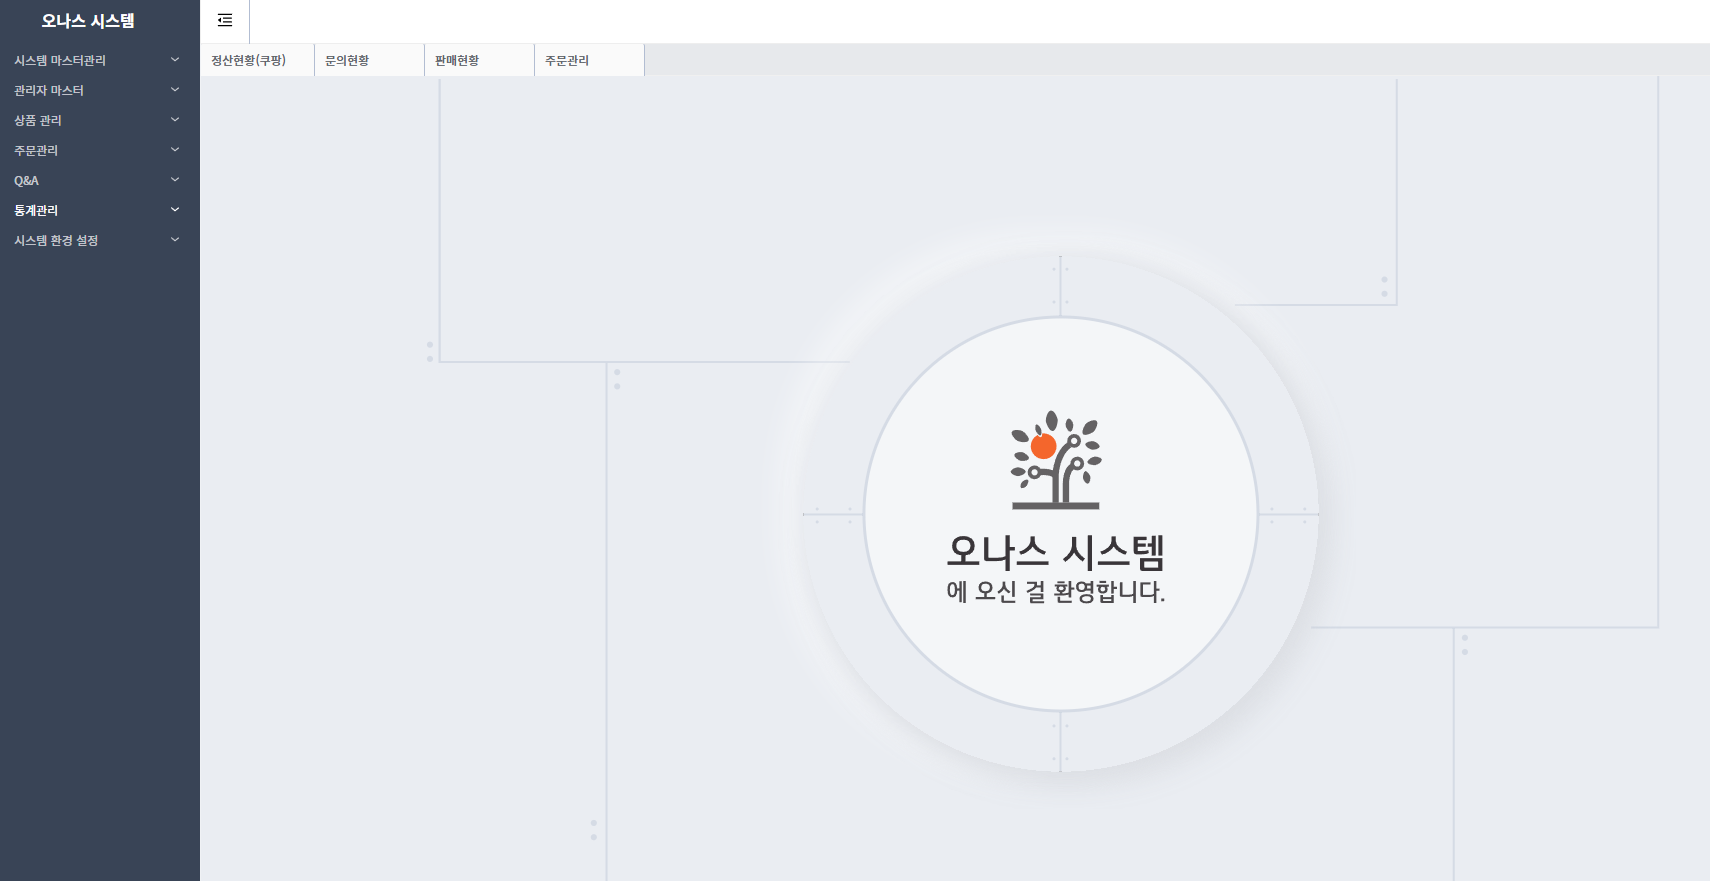 오나스 시스템
시스템 마스터관리
관리자 마스터
상품 관리
주문관리
Q&A
통계관리
시스템 환경 설정
정산현황(쿠팡)
문의현황
판매현황
주문관리
오나스 시스템
에 오신 걸 환영합니다.